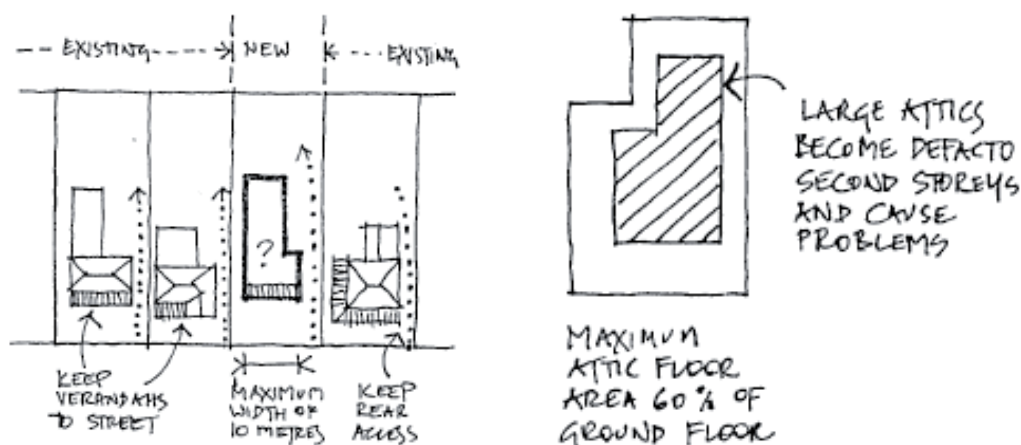 EXISTING
NEW
EXISTING
?
KEEP
VERANDAHS
TO STREET
MAXIMUM
WIDTH OF
10 METRES
KEEP
REAR
ACCESS
LARGE ATTICS
BECOME DEFACTO
SECOND STOREYS
AND CAUSE
PROBLEMS
MAXIMUM
ATTIC FLOOR
AREA 60% OF
GROUND FLOOR